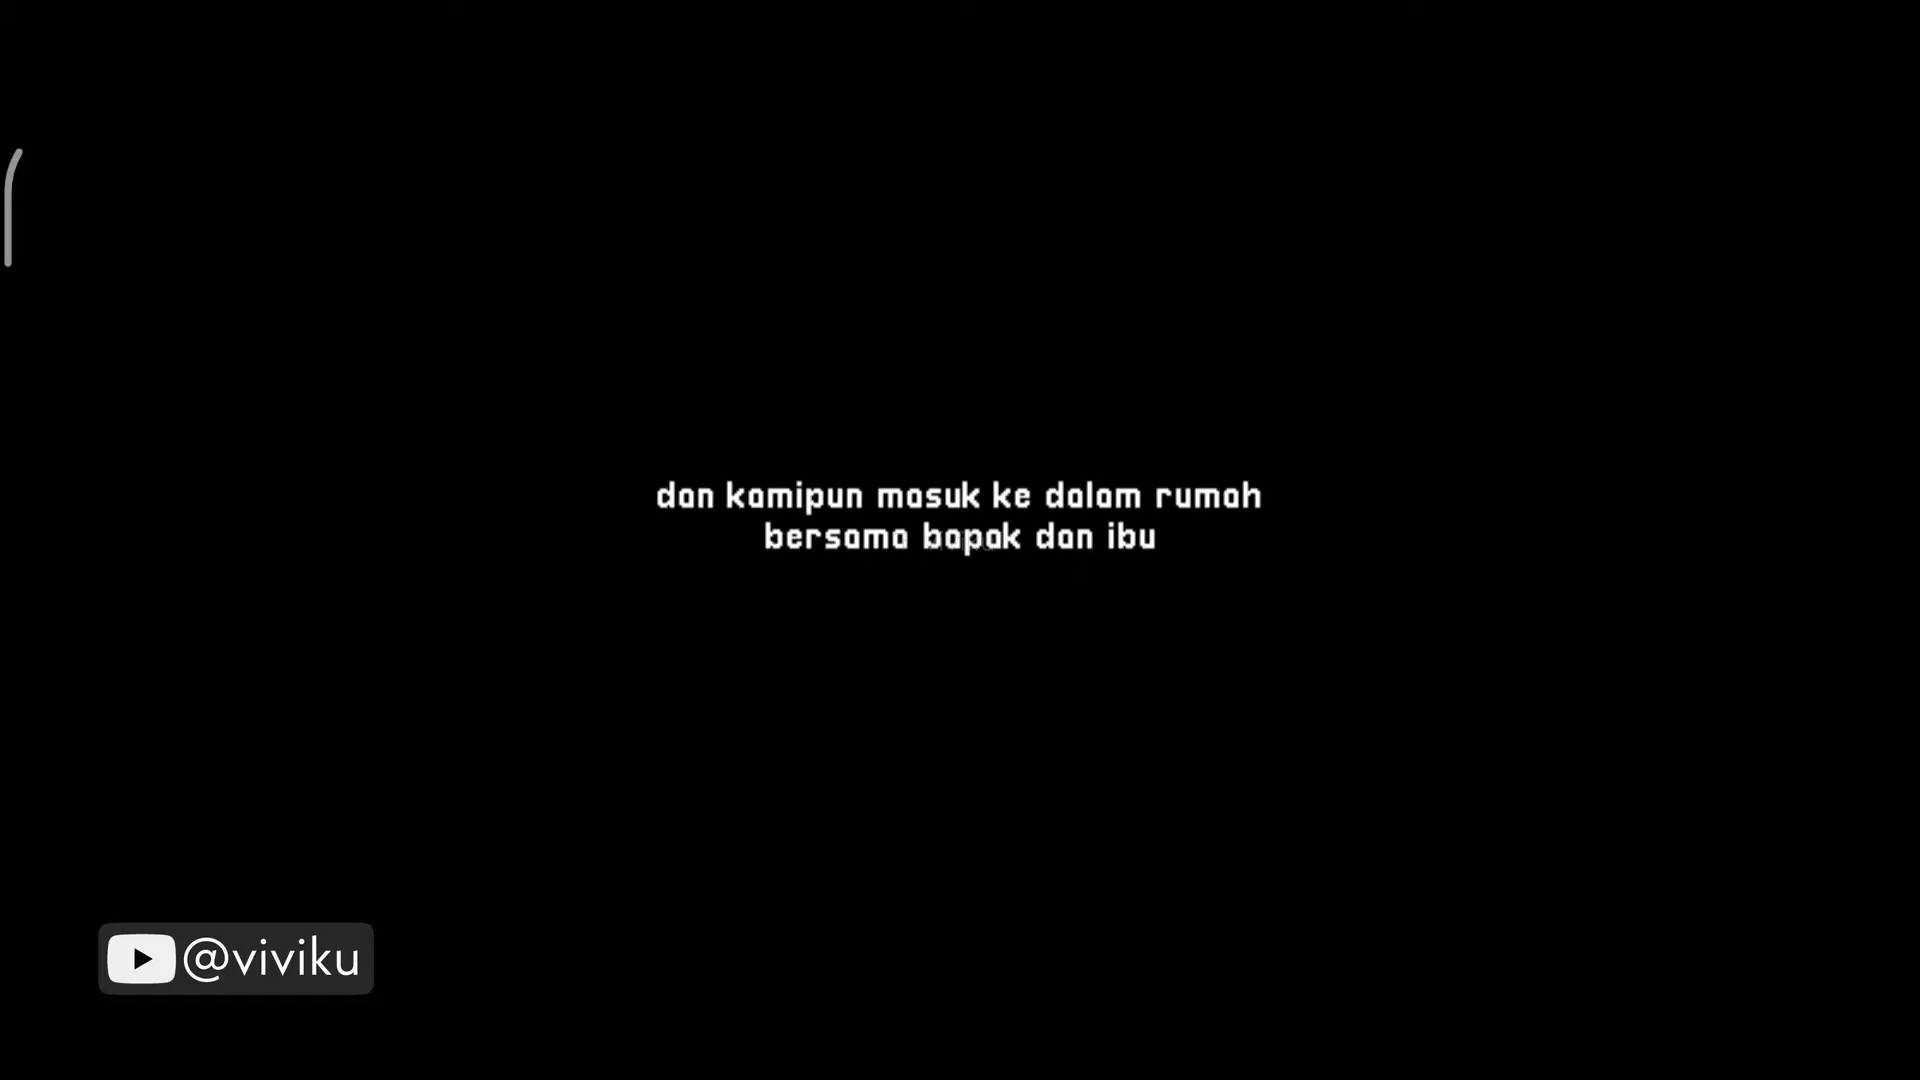 dan kamipun masuk ke dalam rumah
bersama bapak dan ibu
@viviku